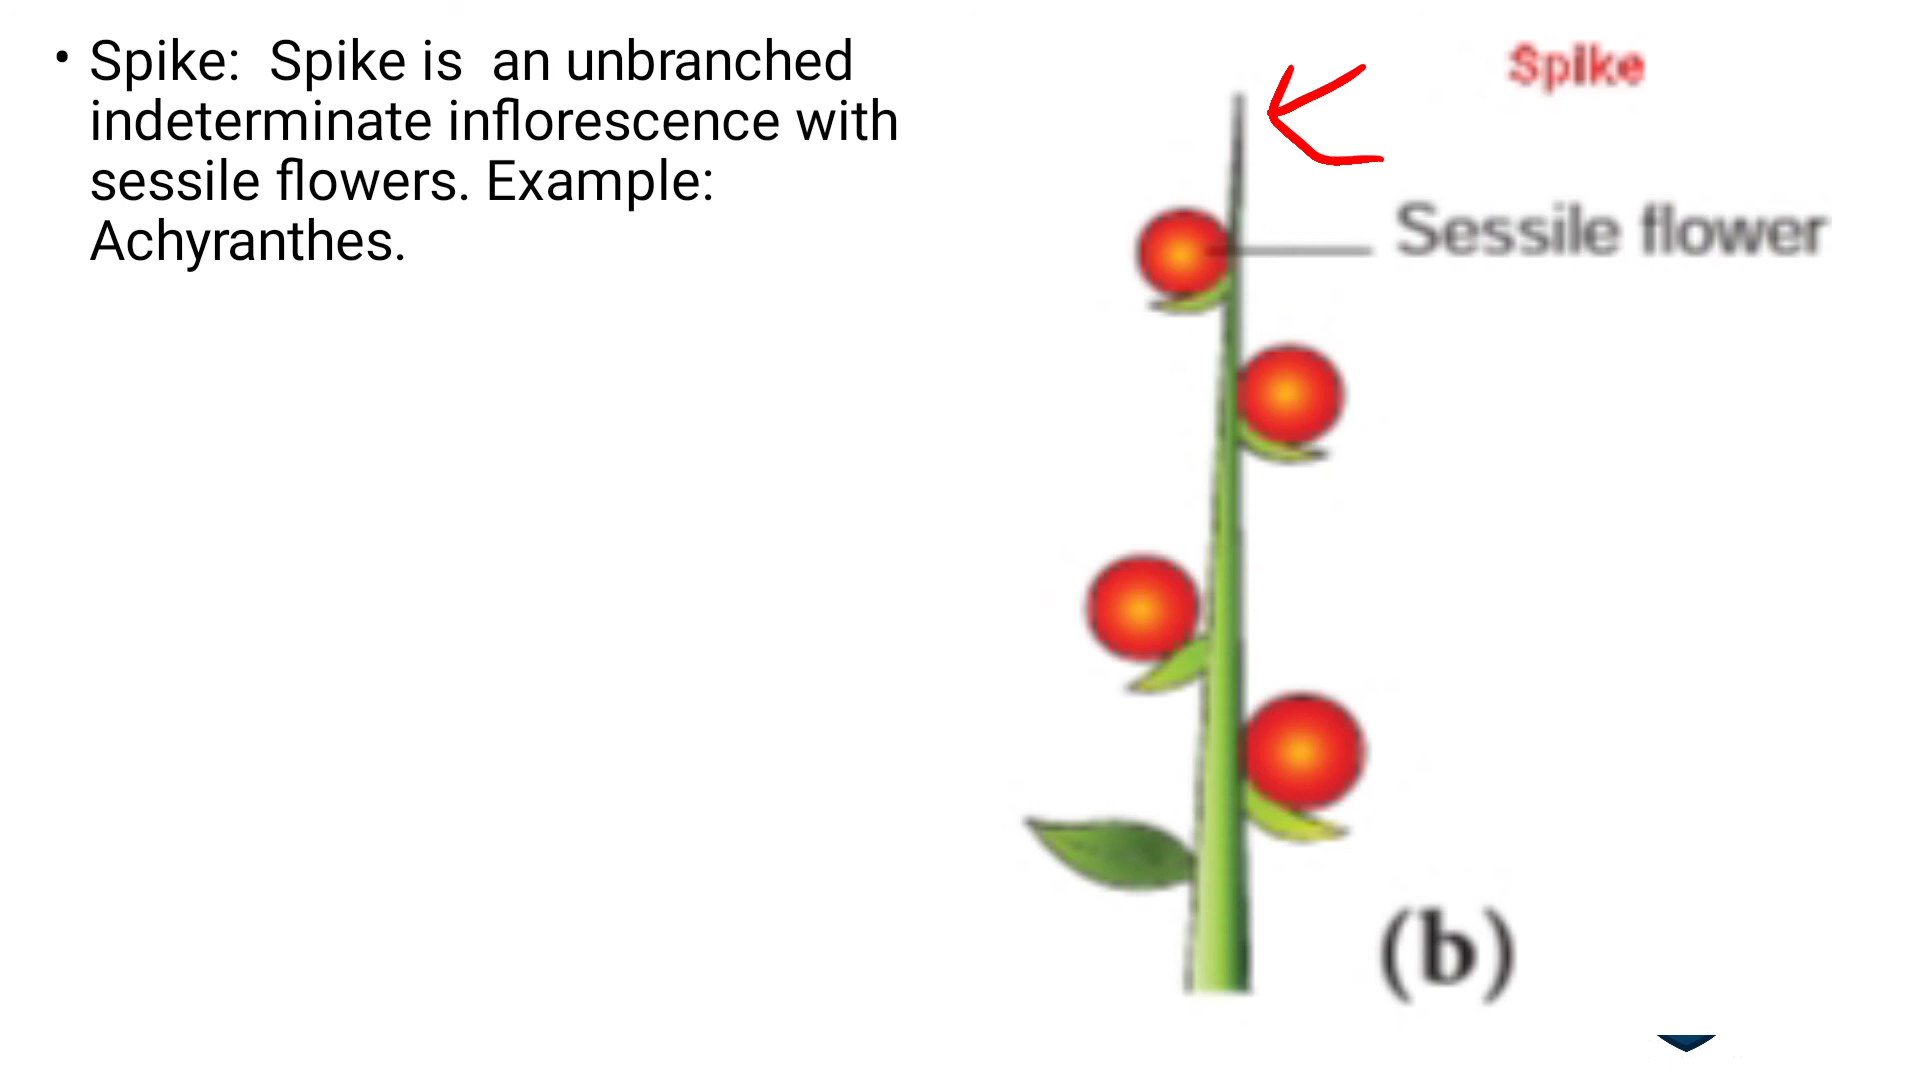 • Spike:  Spike is  an unbranched
indeterminate inflorescence with
sessile flowers. Example:
Achyranthes.
Spike
Sessile flower
(b)